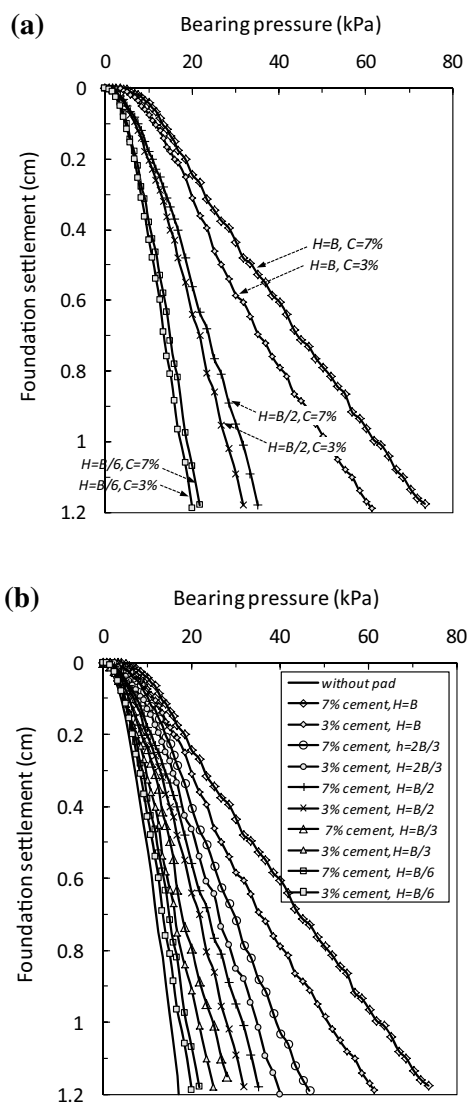 (a)
Bearing pressure (kPa)
0 20 40 60 80
0
0.2
0.4
0.6
0.8
1
1.2
Foundation settlement (cm)
H=B, C=7%
H=B, C=3%
H=B/2,C=7%
H=B/2,C=3%
H=B/6,C=7%
H=B/6,C=3%
(b)
Bearing pressure (kPa)
0 20 40 60 80
0
0.2
0.4
0.6
0.8
1
1.2
Foundation settlement (cm)
without pad
7% cement,H=B
3% cement, H=B
7% cement, h=2B/3
3% cement, H=2B/3
7% cement, H=B/2
3% cement, H=B/2
7% cement, H=B/3
3% cement,H=B/3
7% cement, H=B/6
3% cement, H=B/6